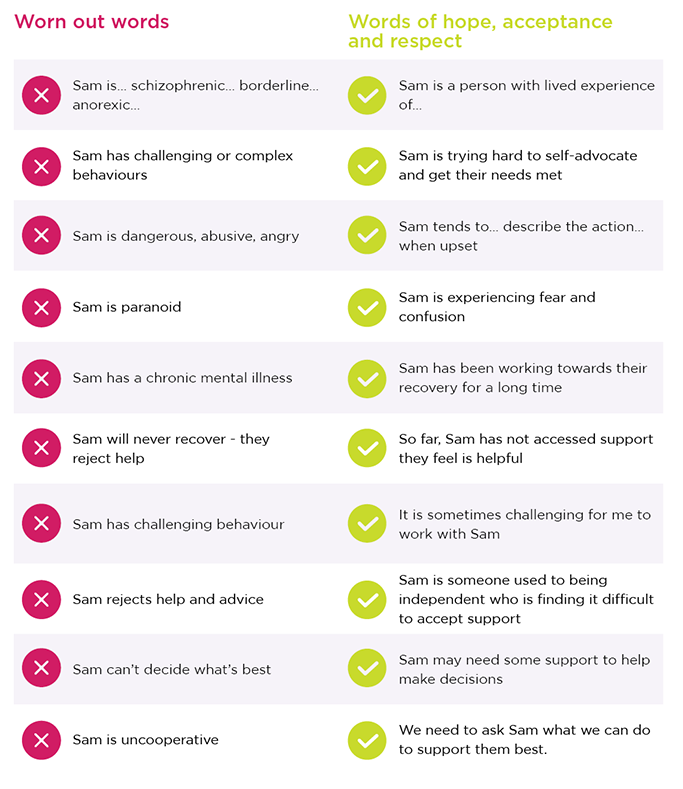 Worn out words
Words of hope, acceptance
and respect
Sam is... schizophrenic... borderline...
anorexic...
Sam is a person with lived experience
of...
Sam has challenging or complex
behaviours
Sam is trying hard to self-advocate
and get their needs met
Sam is dangerous, abusive, angry
Sam tends to... describe the action...
when upset
Sam is paranoid
Sam is experiencing fear and
confusion
Sam has a chronic mental illness
Sam has been working towards their
recovery for a long time
Sam will never recover - they
reject help
So far, Sam has not accessed support
they feel is helpful
Sam has challenging behaviour
It is sometimes challenging for me to
work with Sam
Sam rejects help and advice
Sam is someone used to being
independent who is finding it difficult
to accept support
Sam can’t decide what’s best
Sam may need some support to help
make decisions
Sam is uncooperative
We need to ask Sam what we can do
to support them best.